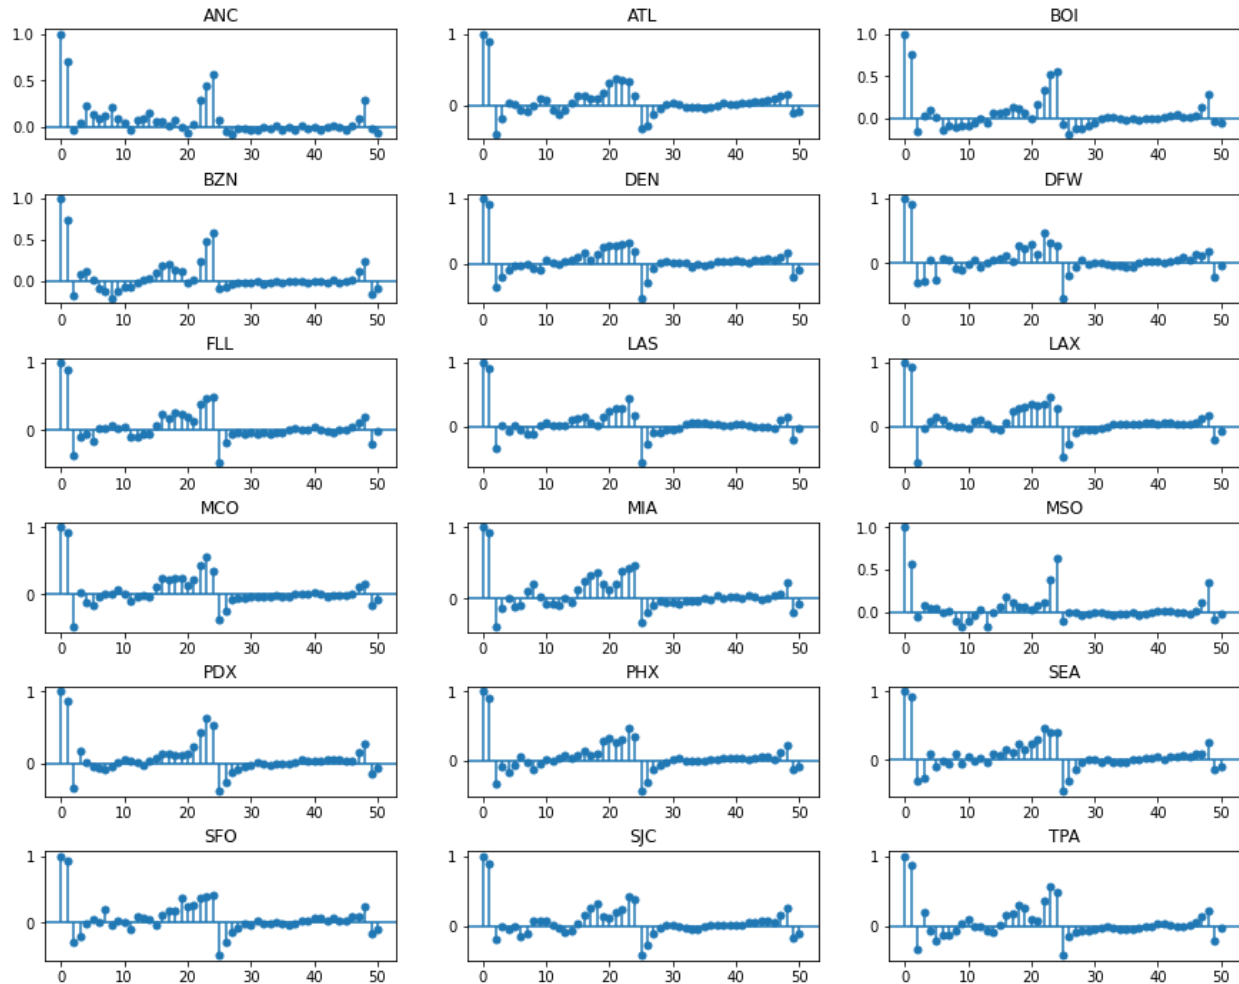 ANC ATL BOI
1.0 1 1.0
0.5 0.5
0.0 0 0.0
0 10 20 30 40 50 0 10 20 30 40 50 0 10 20 30 40 50
BZN DEN DFW
1.0 1 1
0.5
0.0 0 0
0 10 20 30 40 50 0 10 20 30 40 50 0 10 20 30 40 50
FLL LAS LAX
1 1 1
0 0 0
0 10 20 30 40 50 0 10 20 30 40 50 0 10 20 30 40 50
MCO MIA MSO
1 1 1.0
0.5
0 0 0.0
0 10 20 30 40 50 0 10 20 30 40 50 0 10 20 30 40 50
PDX PHX SEA
1 1 1
0 0 0
0 10 20 30 40 50 0 10 20 30 40 50 0 10 20 30 40 50
SFO SJC TPA
1 1 1
0 0 0
0 10 20 30 40 50 0 10 20 30 40 50 0 10 20 30 40 50